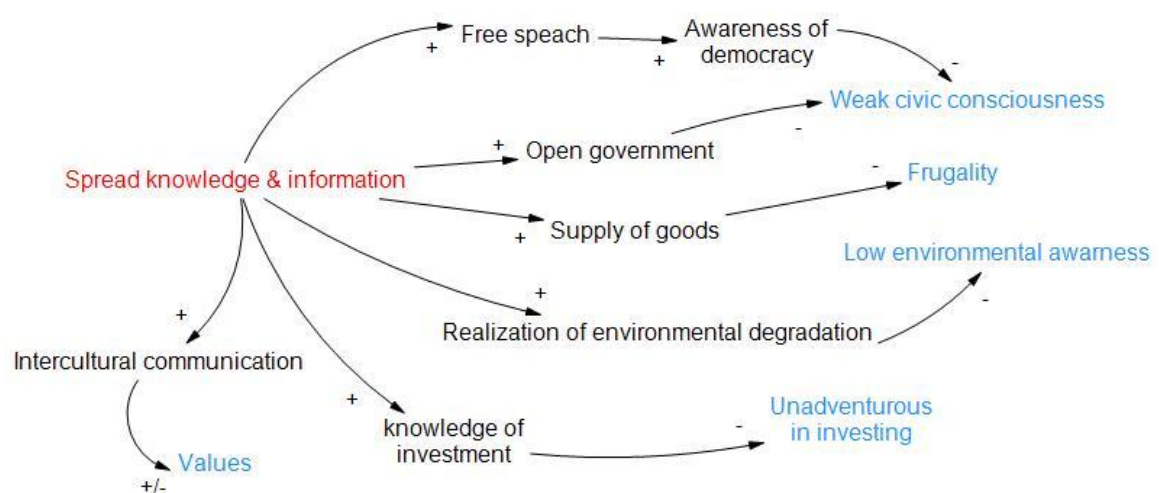 Free speach
+
Awareness of
democracy
+
-
Weak civic consciousness
-
+
Open government
Spread knowledge & information
-
Frugality
+
Supply of goods
Low environmental awarness
+
-
Realization of environmental degradation
+
Intercultural communication
+
knowledge of
investment
-
Unadventurous
in investing
Values
+/-